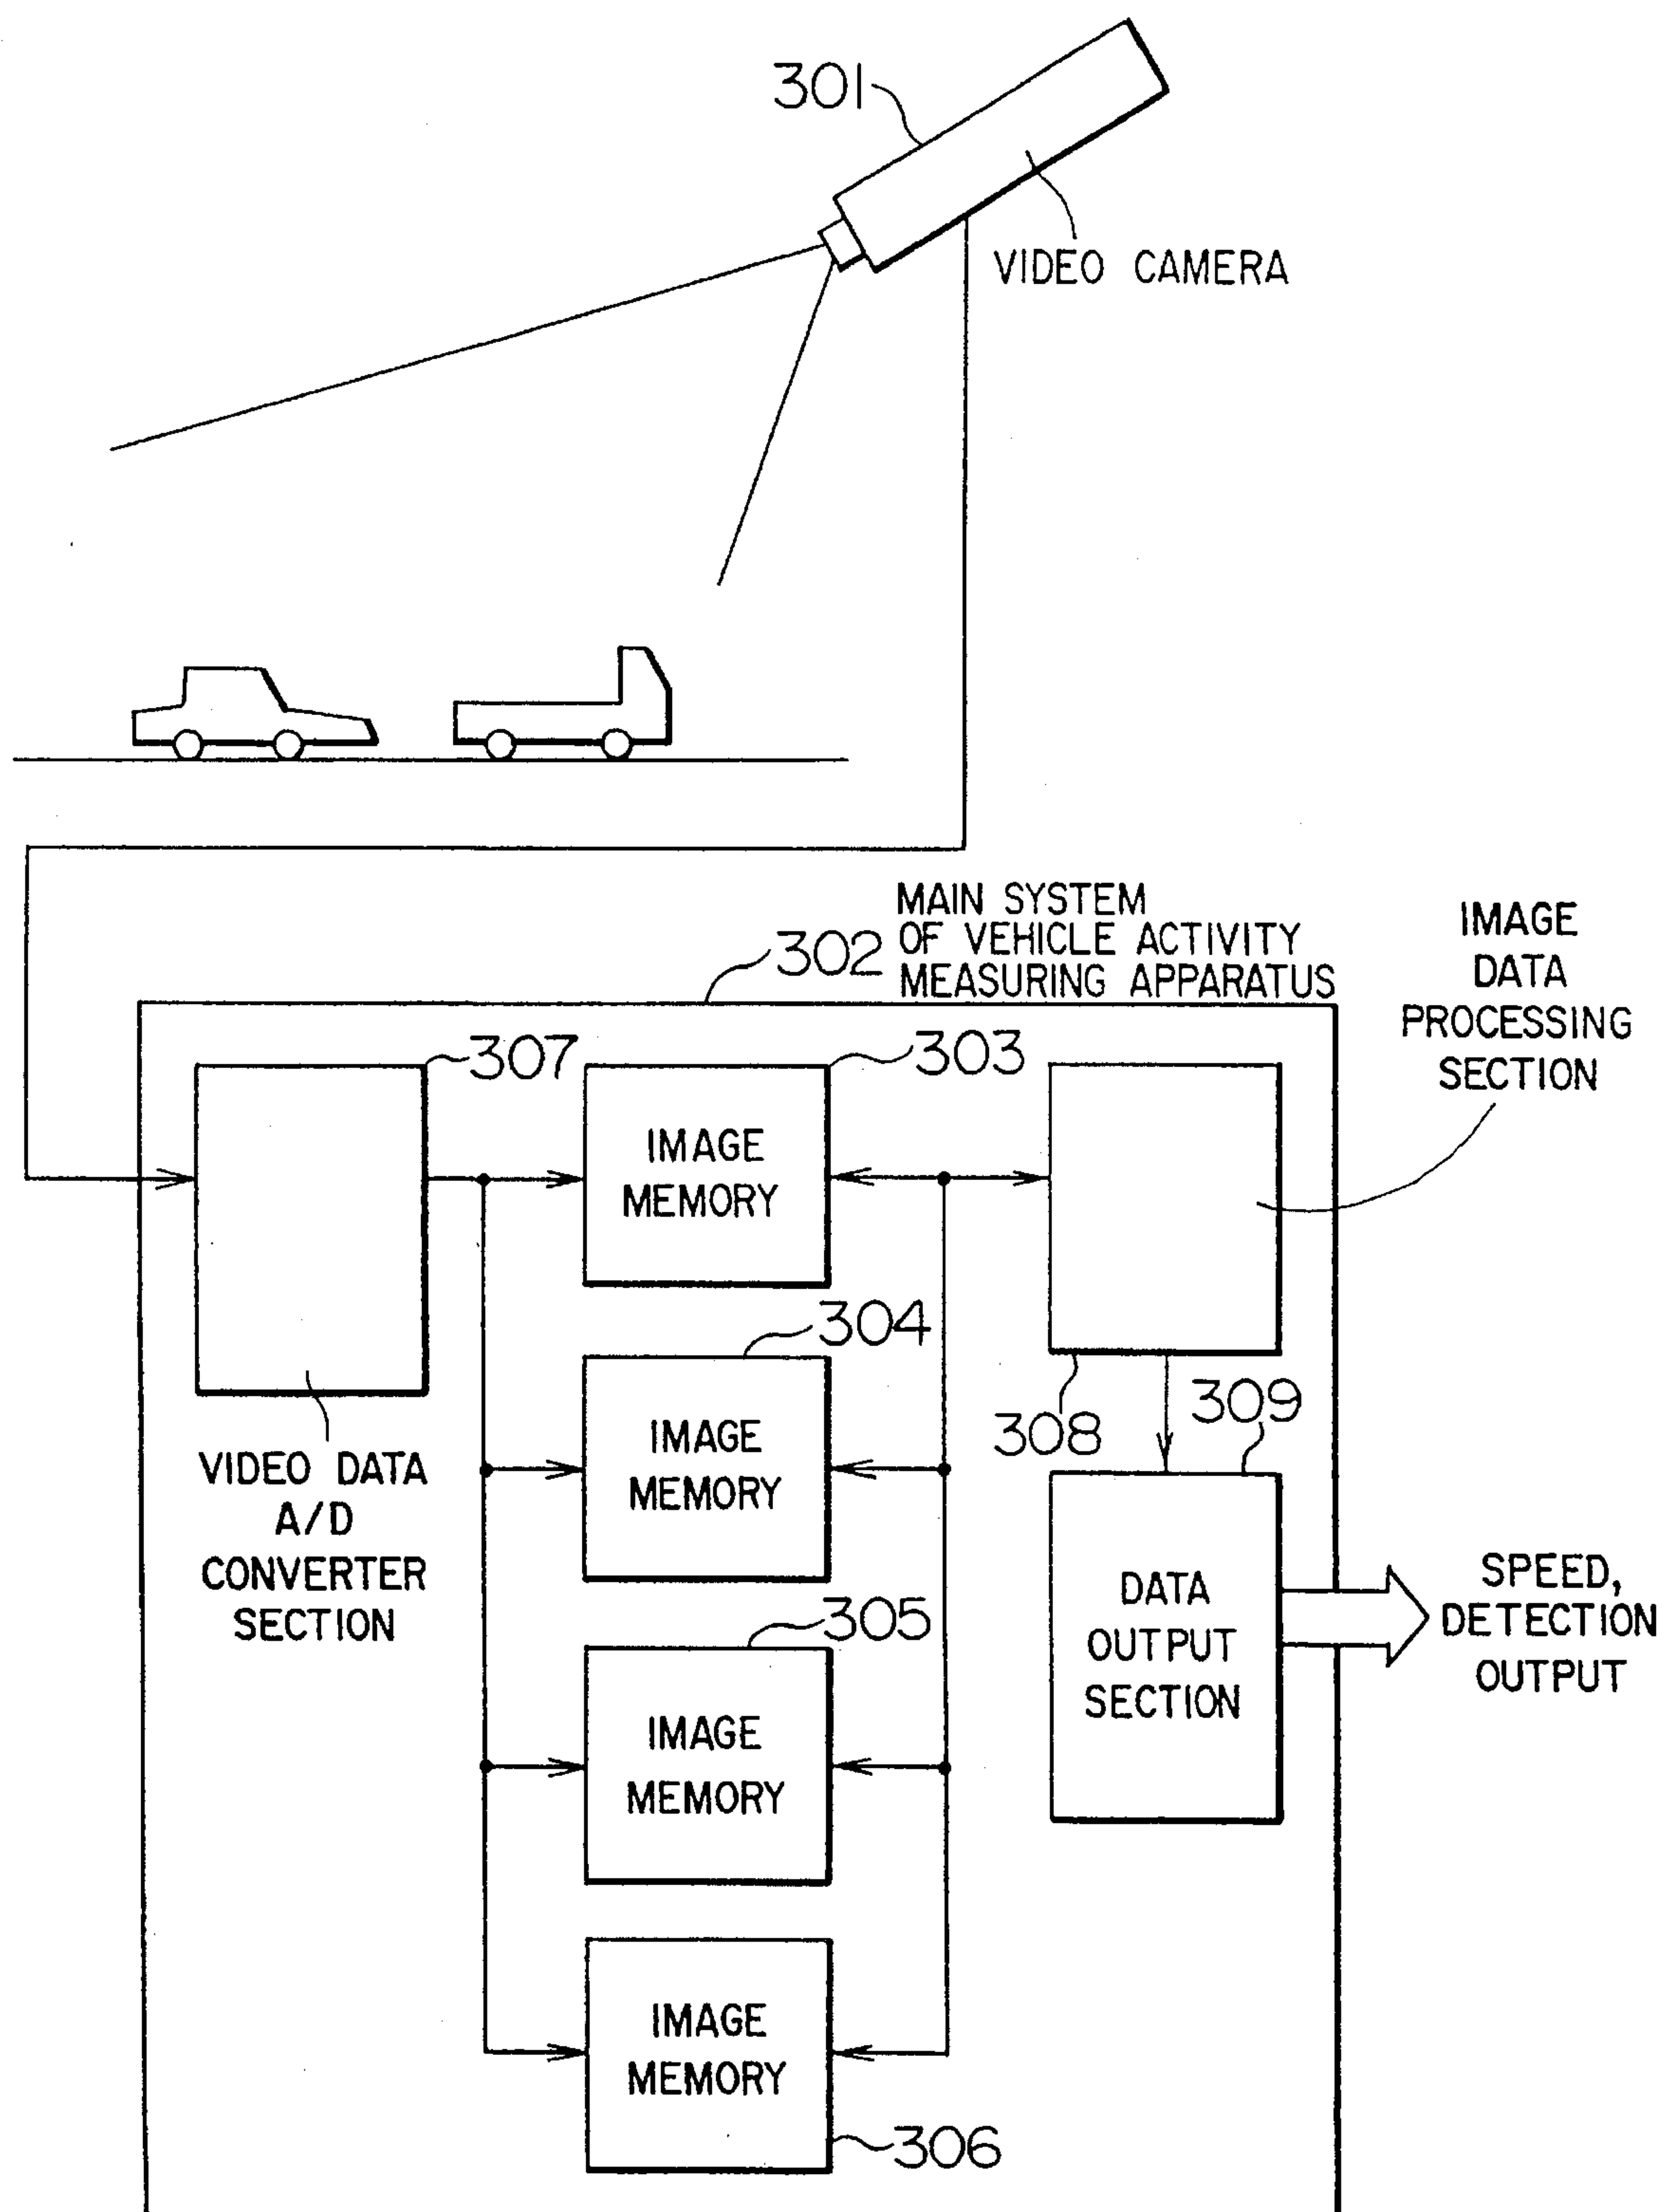 301
VIDEO CAMERA
302
MAIN SYSTEM
OF VEHICLE ACTIVITY
MEASURING APPARATUS
IMAGE
DATA
PROCESSING
SECTION
307
303
IMAGE
MEMORY
304
308
309
VIDEO DATA
A/D
CONVERTER
SECTION
IMAGE
MEMORY
305
DATA
OUTPUT
SECTION
SPEED,
DETECTION
OUTPUT
IMAGE
MEMORY
IMAGE
MEMORY
306